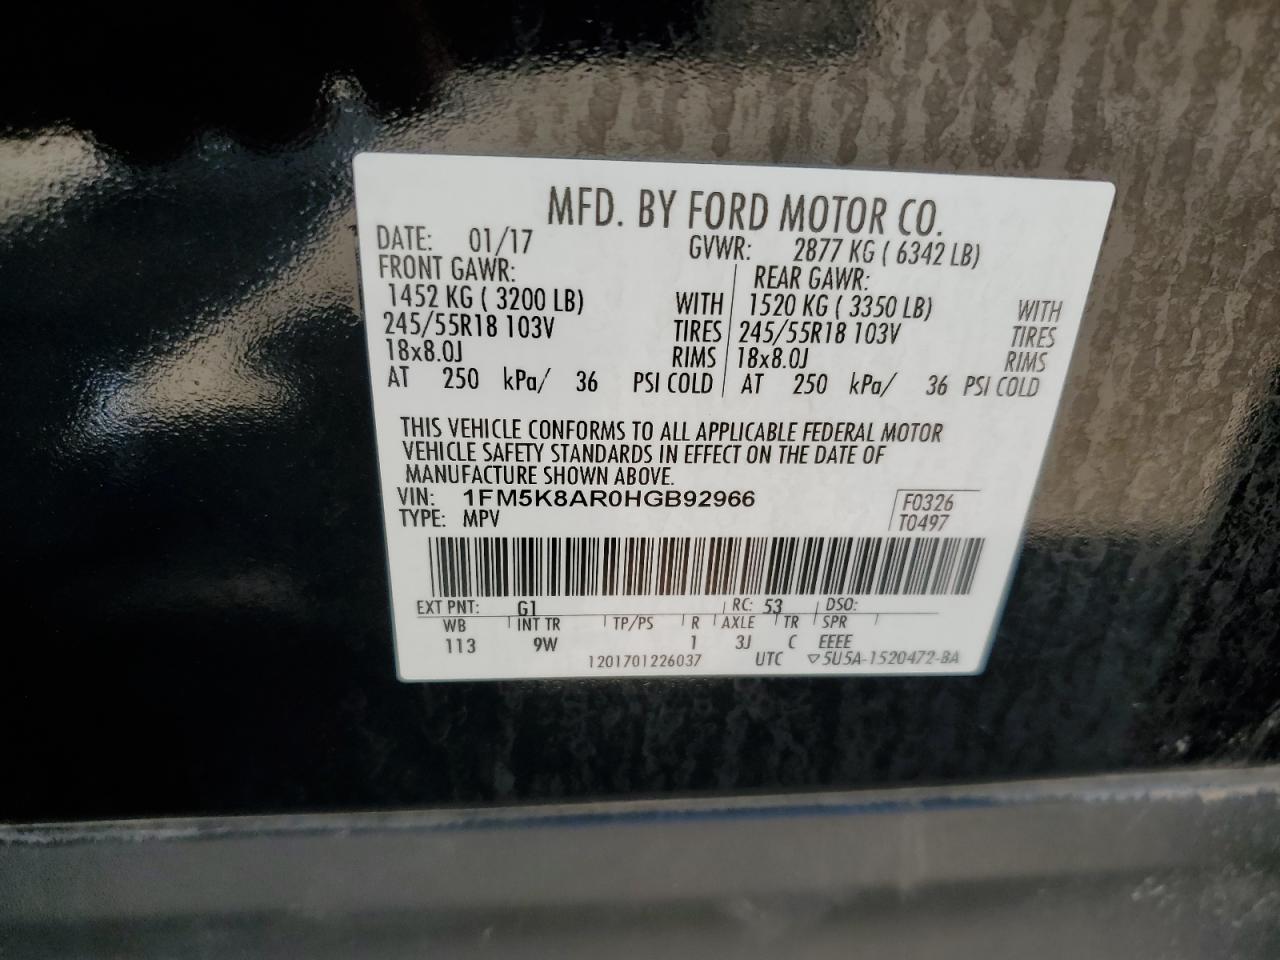 MFD. BY FORD MOTOR CO.
DATE: 01/17 GVWR: 2877 KG ( 6342 LB)
FRONT GAWR: REAR GAWR:
1452 KG ( 3200 LB) WITH 1520 KG ( 3350 LB) WITH
245/55R18 103V TIRES 245/55R18 103V TIRES
18x8.0J RIMS 18x8.0J RIMS
AT 250 kPa/ 36 PSI COLD AT 250 kPa/ 36 PSI COLD
THIS VEHICLE CONFORMS TO ALL APPLICABLE FEDERAL MOTOR
VEHICLE SAFETY STANDARDS IN EFFECT ON THE DATE OF
MANUFACTURE SHOWN ABOVE.
VIN: 1FM5K8AR0HGB92966 F0326
TYPE: MPV T0497
EXT PNT: G1 RC: 53 DSO:
WB INT TR TP/PS R AXLE TR SPR
113 9W 1 3J C EEEE
1201701226037 UTC ▽5U5A-1520472-BA